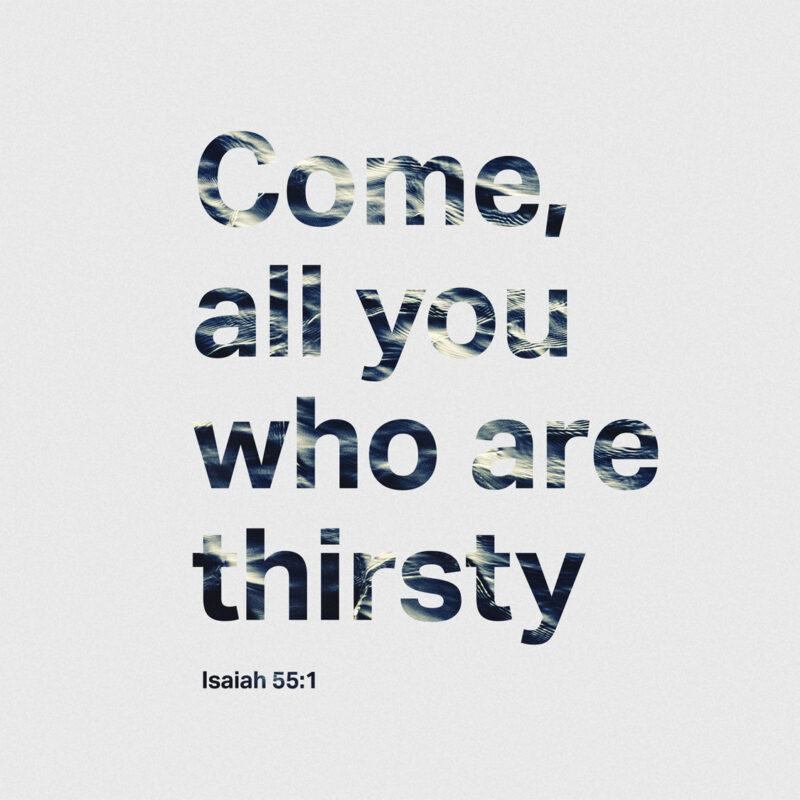 Come,
all you
who are
thirsty
Isaiah 55:1